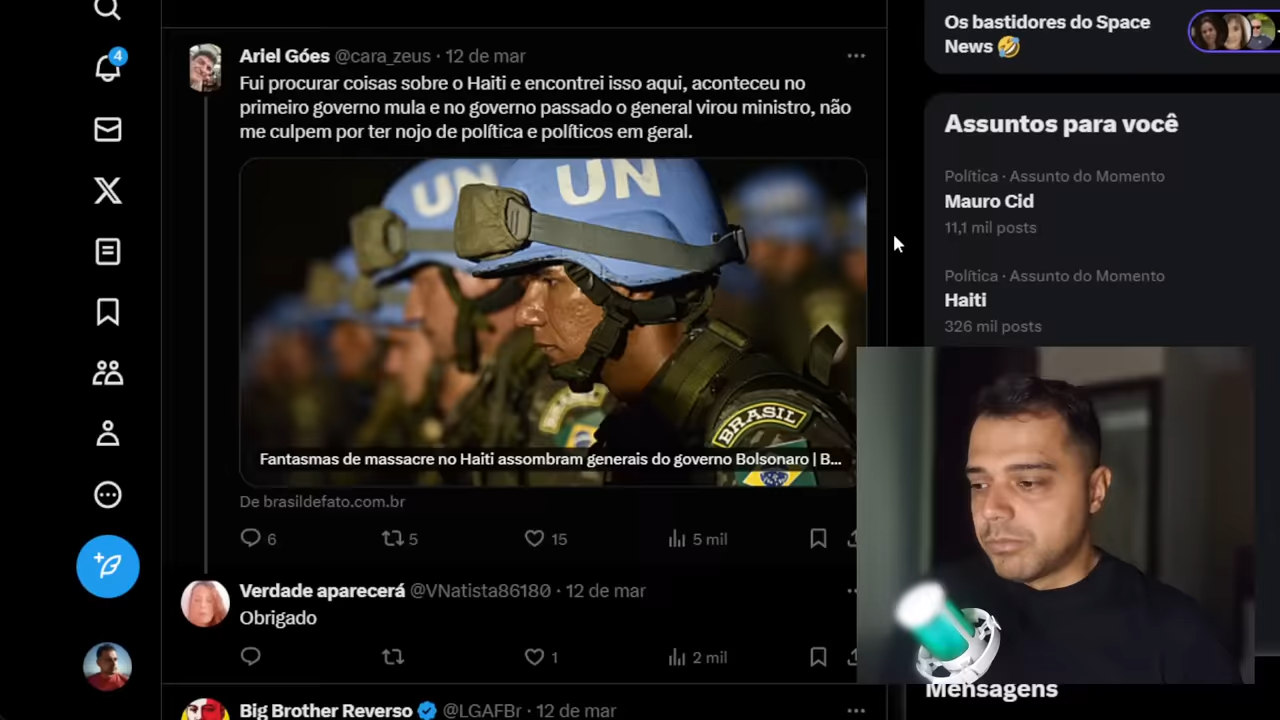 4
Ariel Góes @cara_zeus · 12 de mar
Fui procurar coisas sobre o Haiti e encontrei isso aqui, aconteceu no
primeiro governo mula e no governo passado o general virou ministro, não
me culpem por ter nojo de política e políticos em geral.
UN
UN
BRASIL
Fantasmas de massacre no Haiti assombram generais do governo Bolsonaro | B...
De brasildefato.com.br
6
5
15
5 mil
Verdade aparecerá @VNatista86180 · 12 de mar
Obrigado
1
2 mil
Big Brother Reverso @LGAFBr · 12 de mar
Os bastidores do Space
News 🤣
Assuntos para você
Política · Assunto do Momento
Mauro Cid
11,1 mil posts
Política · Assunto do Momento
Haiti
326 mil posts
Mensagens